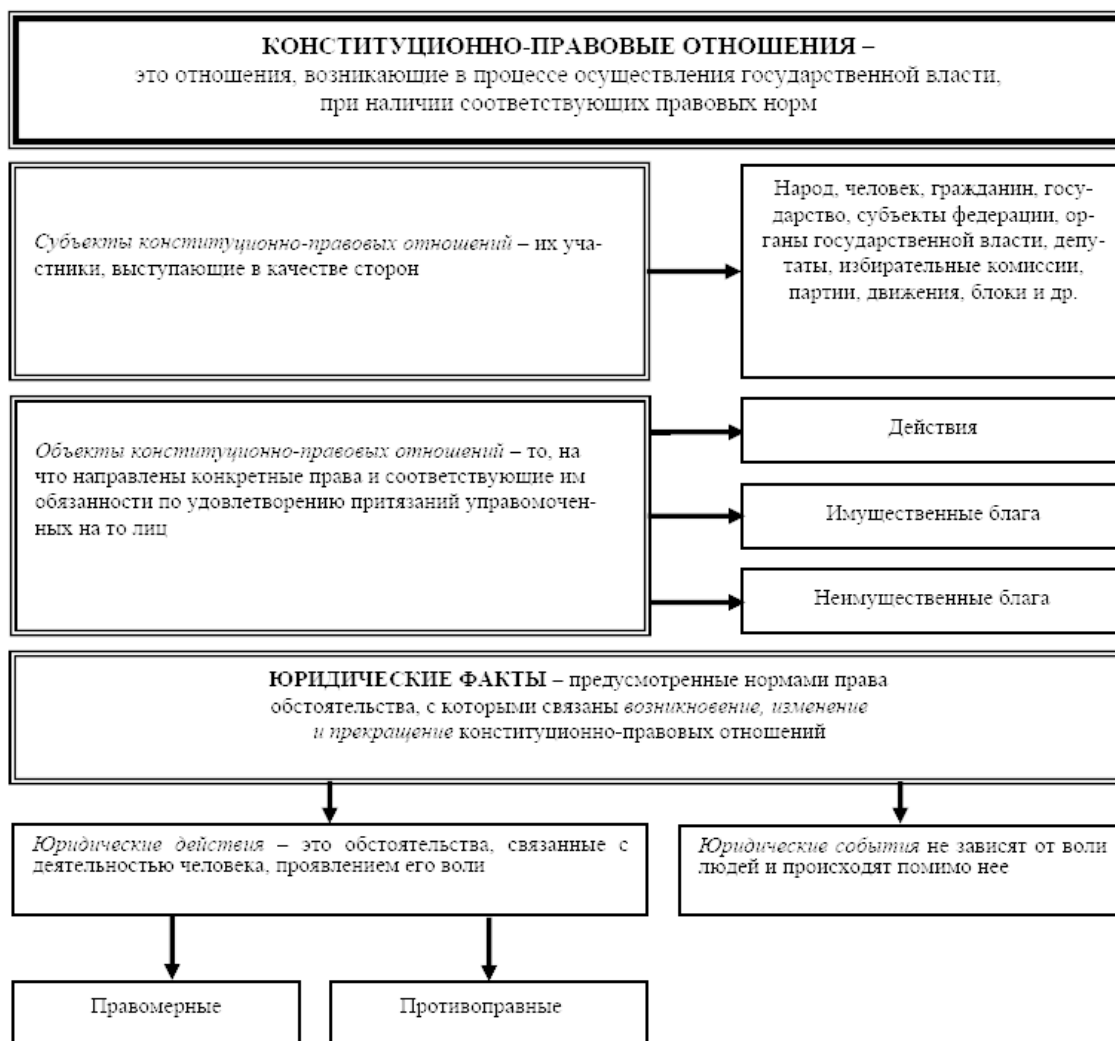 КОНСТИТУЦИОННО-ПРАВОВЫЕ ОТНОШЕНИЯ –
это отношения, возникающие в процессе осуществления государственной власти,
при наличии соответствующих правовых норм
Субъекты конституционно-правовых отношений – их уча-
стники, выступающие в качестве сторон
Народ, человек, гражданин, госу-
дарство, субъекты федерации, ор-
ганы государственной власти, депу-
таты, избирательные комиссии,
партии, движения, блоки и др.
Объекты конституционно-правовых отношений – то, на
что направлены конкретные права и соответствующие им
обязанности по удовлетворению притязаний управомочен-
ных на то лиц
Действия
Имущественные блага
Неимущественные блага
ЮРИДИЧЕСКИЕ ФАКТЫ – предусмотренные нормами права
обстоятельства, с которыми связаны возникновение, изменение
и прекращение конституционно-правовых отношений
Юридические действия – это обстоятельства, связанные с
деятельностью человека, проявлением его воли
Юридические события не зависят от воли
людей и происходят помимо нее
Правомерные
Противоправные